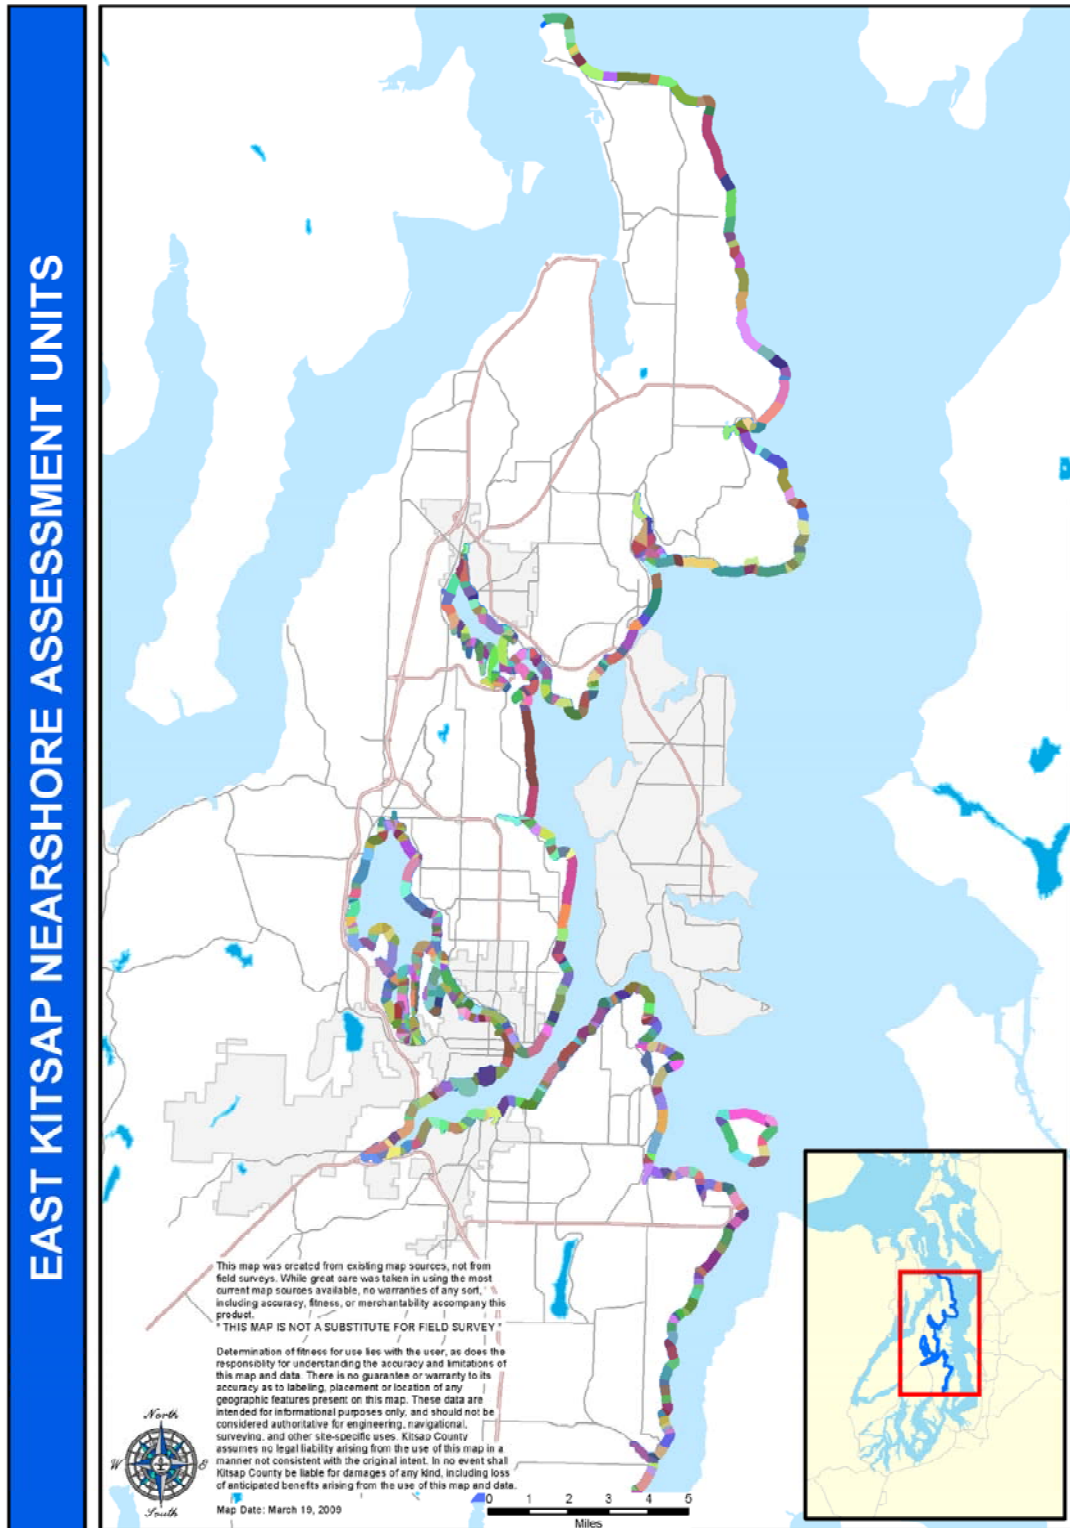 EAST KITSAP NEARSHORE ASSESSMENT UNITS
This map was created from existing map sources, not from
field surveys. While great care was taken in using the most
current map sources available, no warranties of any sort,
including accuracy, fitness, or merchantability accompany this
product.
* THIS MAP IS NOT A SUBSTITUTE FOR FIELD SURVEY *
Determination of fitness for use lies with the user, as does the
responsiblity for understanding the accuracy and limitations of
this map and data. There is no guarantee or warranty to its
accuracy as to labeling, placement or location of any
geographic features present on this map. These data are
intended for informational purposes only, and should not be
considered authoritative for engineering, navigational,
surveying, and other site-specific uses. Kitsap County
assumes no legal liability arising from the use of this map in a
manner not consistent with the original intent. In no event shall
Kitsap County be liable for damages of any kind, including loss
of anticipated benefits arising from the use of this map and data.
Map Date: March 19, 2009
North
W E
South
0 1 2 3 4 5
Miles